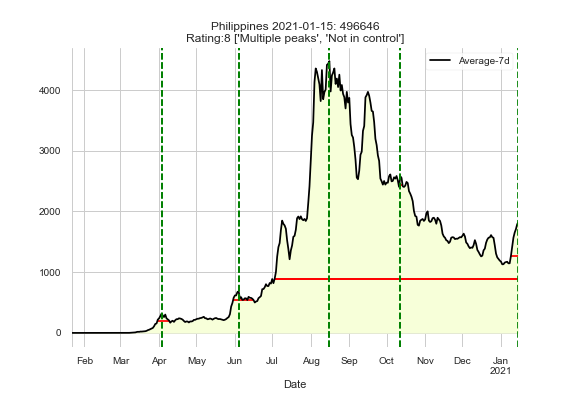 Philippines 2021-01-15: 496646
Rating:8 ['Multiple peaks', 'Not in control']
Average-7d
4000
3000
2000
1000
0
Feb Mar Apr May Jun Jul Aug Sep Oct Nov Dec Jan
2021
Date